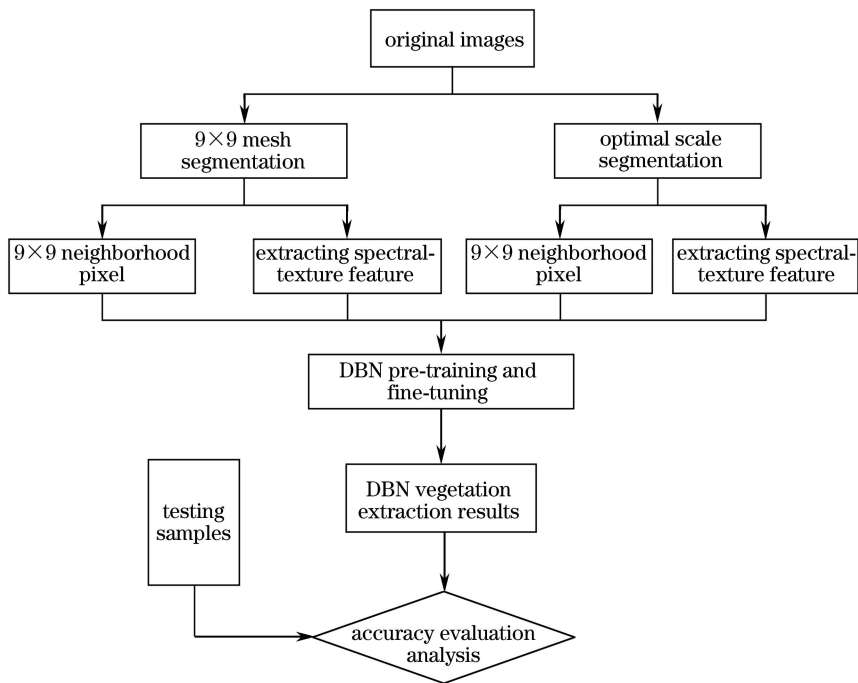 original images
9×9 mesh
segmentation
optimal scale
segmentation
9×9 neighborhood
pixel
extracting spectral-
texture feature
9×9 neighborhood
pixel
extracting spectral-
texture feature
DBN pre-training and
fine-tuning
testing
samples
DBN vegetation
extraction results
accuracy evaluation
analysis